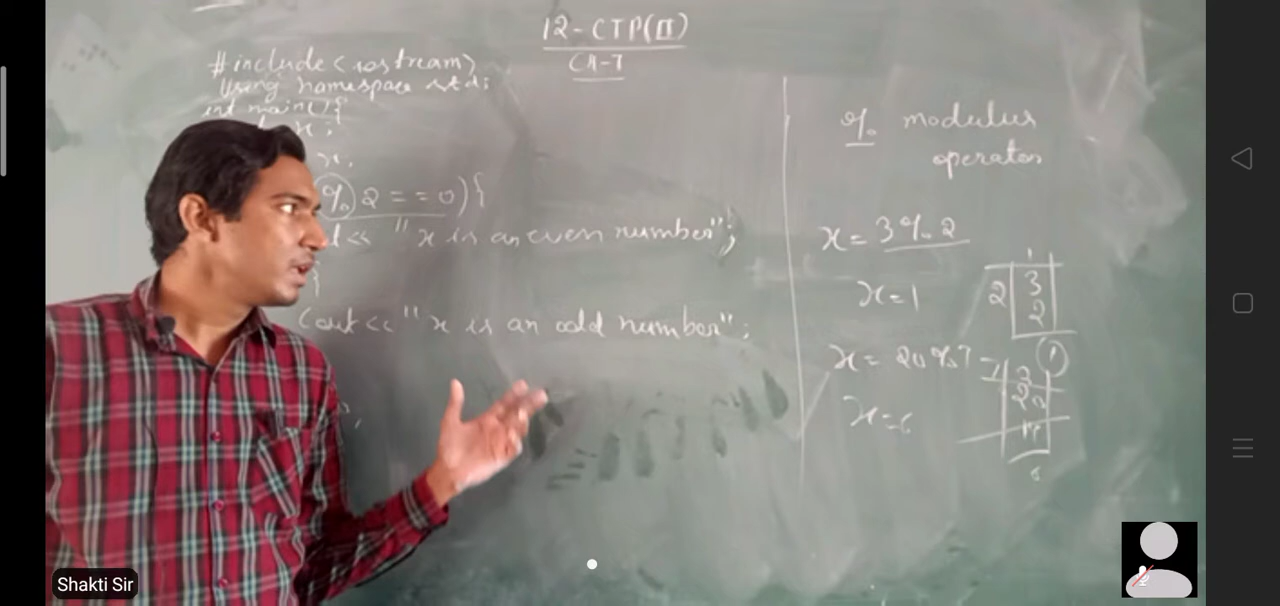 12-CTP(II)
CA-7
#include<iostream>
Using namespace std;
int main(){
x;
x,
% 2 == 0){
<< "x is an even number";
}
Cout << "x is an odd number";
% modulus
operator
x = 3 % 2
x = 1
1
2 3
2
1
x = 20 % 7
x = 6
Shakti Sir